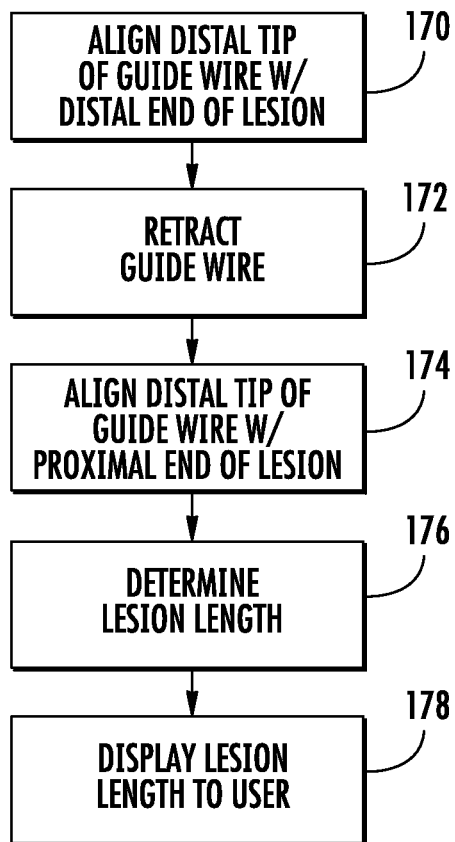 ALIGN DISTAL TIP
OF GUIDE WIRE W/
DISTAL END OF LESION
170
RETRACT
GUIDE WIRE
172
ALIGN DISTAL TIP OF
GUIDE WIRE W/
PROXIMAL END OF LESION
174
DETERMINE
LESION LENGTH
176
DISPLAY LESION
LENGTH TO USER
178